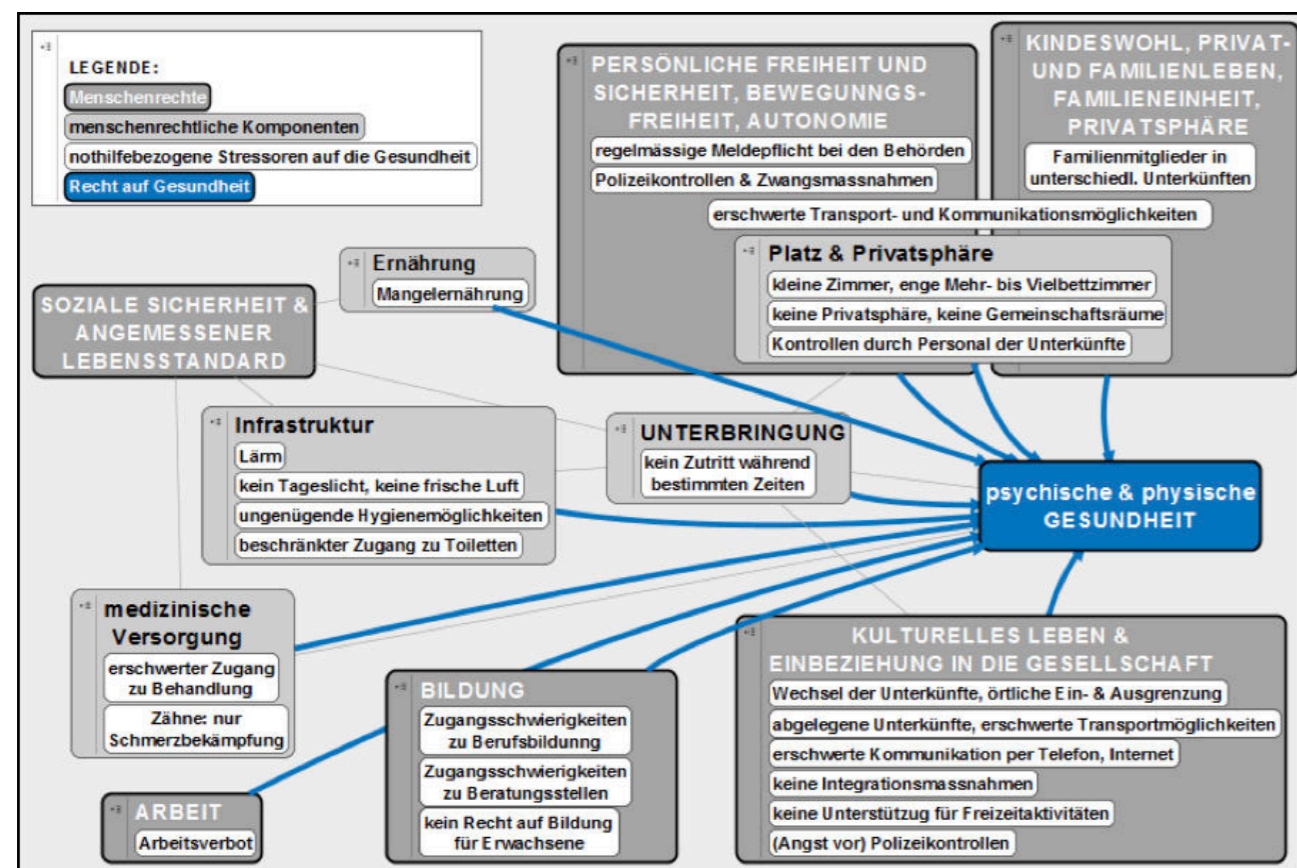 LEGENDE:
Menschenrechte
menschenrechtliche Komponenten
nothilfebezogene Stressoren auf die Gesundheit
Recht auf Gesundheit
PERSÖNLICHE FREIHEIT UND
SICHERHEIT, BEWEGUNNGS-
FREIHEIT, AUTONOMIE
regelmässige Meldepflicht bei den Behörden
Polizeikontrollen & Zwangsmassnahmen
KINDESWOHL, PRIVAT-
UND FAMILIENLEBEN,
FAMILIENEINHEIT,
PRIVATSPHÄRE
Familienmitglieder in
unterschiedl. Unterkünften
erschwerte Transport- und Kommunikationsmöglichkeiten
Platz & Privatsphäre
kleine Zimmer, enge Mehr- bis Vielbettzimmer
keine Privatsphäre, keine Gemeinschaftsräume
Kontrollen durch Personal der Unterkünfte
Ernährung
Mangelernährung
SOZIALE SICHERHEIT &
ANGEMESSENER
LEBENSSTANDARD
Infrastruktur
Lärm
kein Tageslicht, keine frische Luft
ungenügende Hygienemöglichkeiten
beschränkter Zugang zu Toiletten
UNTERBRINGUNG
kein Zutritt während
bestimmten Zeiten
psychische & physische
GESUNDHEIT
medizinische
Versorgung
erschwerter Zugang
zu Behandlung
Zähne: nur
Schmerzbekämpfung
BILDUNG
Zugangsschwierigkeiten
zu Berufsbildunng
Zugangsschwierigkeiten
zu Beratungsstellen
kein Recht auf Bildung
für Erwachsene
KULTURELLES LEBEN &
EINBEZIEHUNG IN DIE GESELLSCHAFT
Wechsel der Unterkünfte, örtliche Ein- & Ausgrenzung
abgelegene Unterkünfte, erschwerte Transportmöglichkeiten
erschwerte Kommunikation per Telefon, Internet
keine Integrationsmassnahmen
keine Unterstützug für Freizeitaktivitäten
(Angst vor) Polizeikontrollen
ARBEIT
Arbeitsverbot